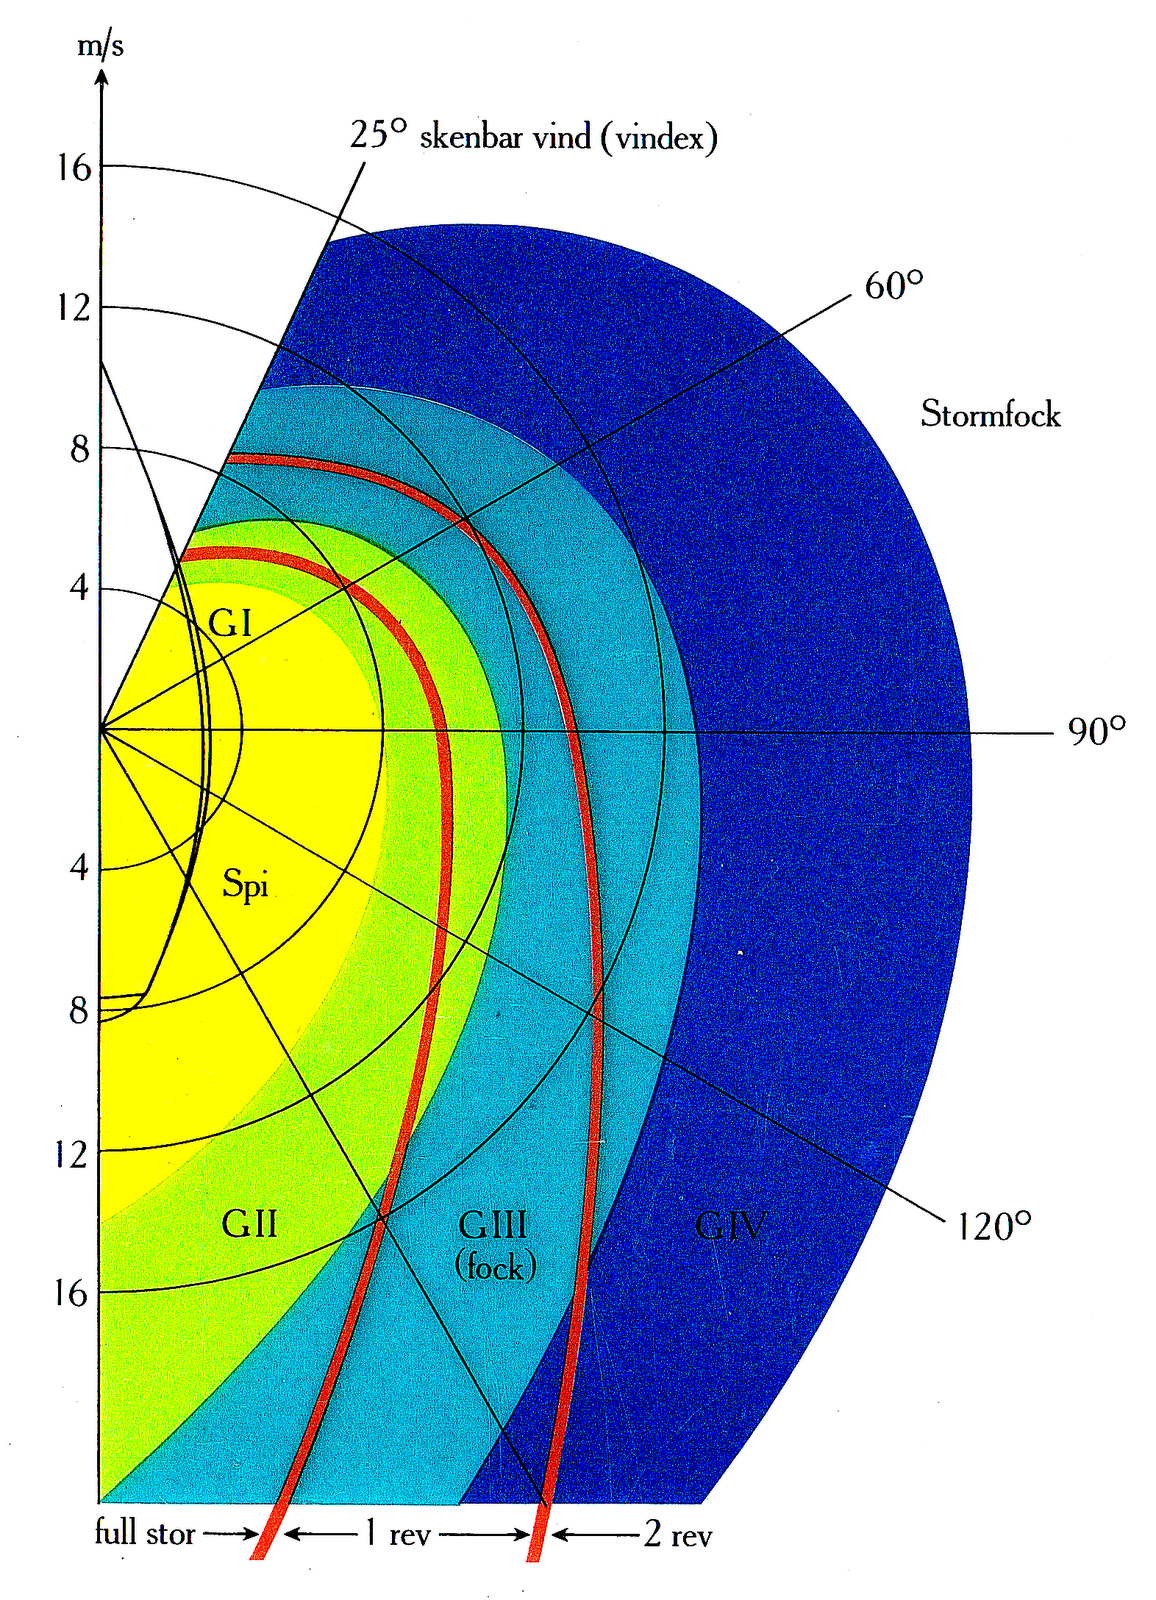 m/s
25° skenbar vind (vindex)
16
60°
12
Stormfock
8
4
GI
90°
4
Spi
8
12
GII
GIII
(fock)
GIV
120°
16
full stor
1 rev
2 rev